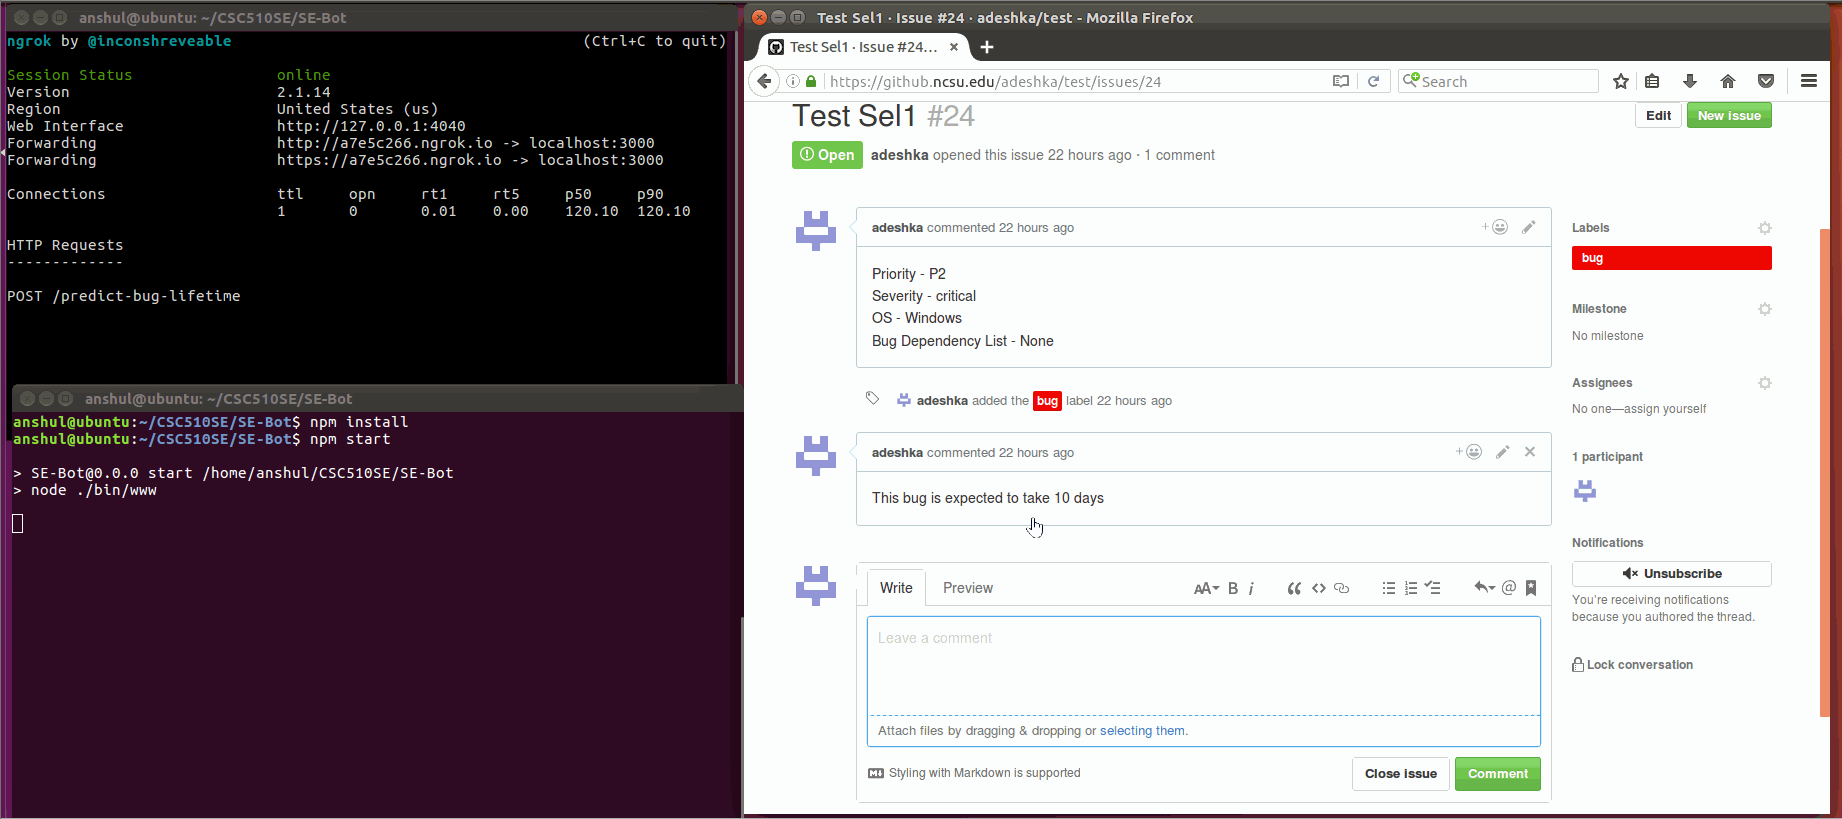 anshul@ubuntu: ~/CSC510SE/SE-Bot
ngrok by @inconshreveable (Ctrl+C to quit)
Session Status online
Version 2.1.14
Region United States (us)
Web Interface http://127.0.0.1:4040
Forwarding http://a7e5c266.ngrok.io -> localhost:3000
Forwarding https://a7e5c266.ngrok.io -> localhost:3000
Connections ttl opn rt1 rt5 p50 p90
1 0 0.01 0.00 120.10 120.10
HTTP Requests
-------------
POST /predict-bug-lifetime
anshul@ubuntu: ~/CSC510SE/SE-Bot
anshul@ubuntu:~/CSC510SE/SE-Bot$ npm install
anshul@ubuntu:~/CSC510SE/SE-Bot$ npm start
> SE-Bot@0.0.0 start /home/anshul/CSC510SE/SE-Bot
> node ./bin/www
Test Sel1 · Issue #24 · adeshka/test - Mozilla Firefox
Test Sel1 · Issue #24...
https://github.ncsu.edu/adeshka/test/issues/24
Search
Test Sel1 #24
Edit
New issue
Open adeshka opened this issue 22 hours ago · 1 comment
adeshka commented 22 hours ago
Priority - P2
Severity - critical
OS - Windows
Bug Dependency List - None
adeshka added the bug label 22 hours ago
adeshka commented 22 hours ago
This bug is expected to take 10 days
Write Preview
AA B i @
Leave a comment
Attach files by dragging & dropping or selecting them.
Styling with Markdown is supported
Close issue
Comment
Labels
bug
Milestone
No milestone
Assignees
No one—assign yourself
1 participant
Notifications
Unsubscribe
You're receiving notifications
because you authored the thread.
Lock conversation